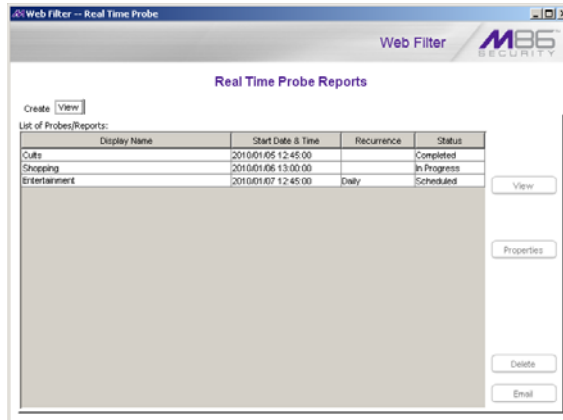 Web Filter -- Real Time Probe
Web Filter
M86
SECURITY
Real Time Probe Reports
Create View
List of Probes/Reports:
Display Name Start Date & Time Recurrence Status
Cults 2010/01/05 12:45:00 Completed
Shopping 2010/01/06 13:00:00 In Progress
Entertainment 2010/01/07 12:45:00 Daily Scheduled
View
Properties
Delete
Email